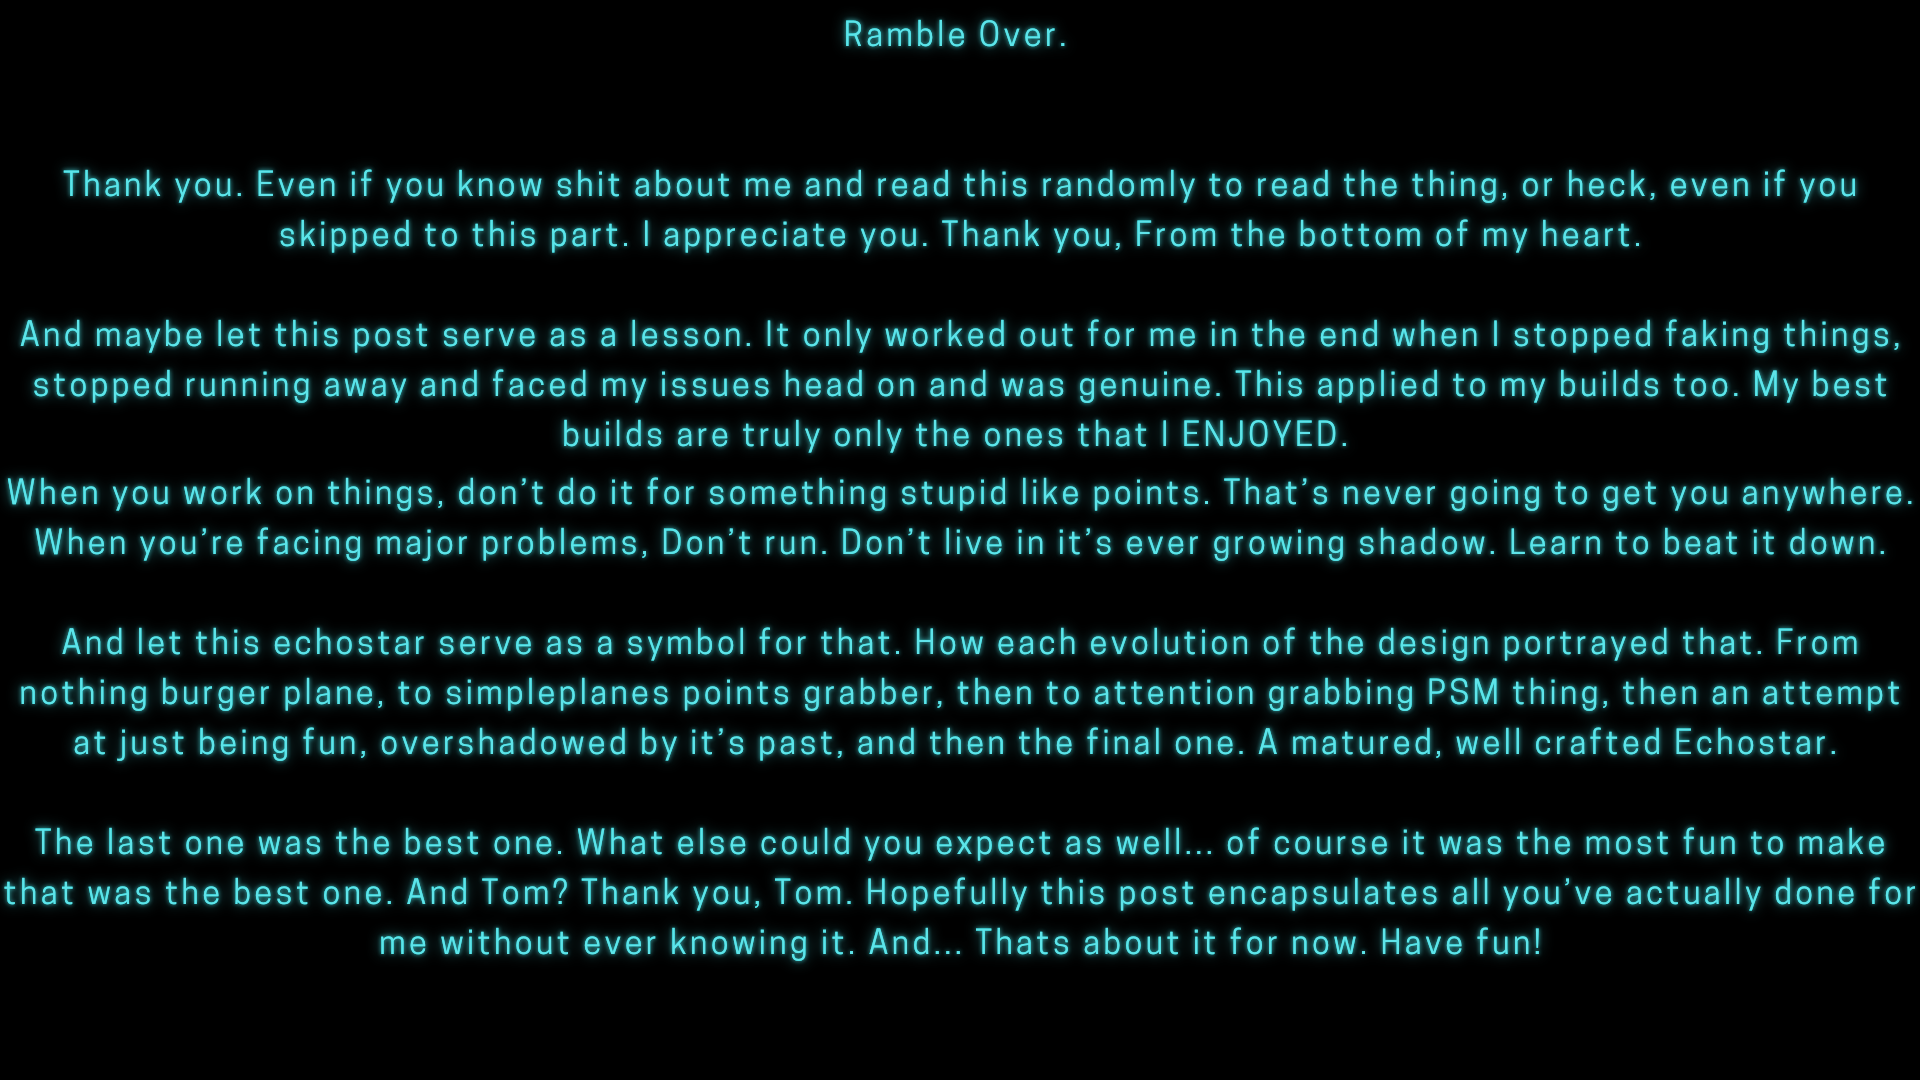 Ramble Over.
Thank you. Even if you know shit about me and read this randomly to read the thing, or heck, even if you
skipped to this part. I appreciate you. Thank you, From the bottom of my heart.
And maybe let this post serve as a lesson. It only worked out for me in the end when I stopped faking things,
stopped running away and faced my issues head on and was genuine. This applied to my builds too. My best
builds are truly only the ones that I ENJOYED.
When you work on things, don’t do it for something stupid like points. That’s never going to get you anywhere.
When you’re facing major problems, Don’t run. Don’t live in it’s ever growing shadow. Learn to beat it down.
And let this echostar serve as a symbol for that. How each evolution of the design portrayed that. From
nothing burger plane, to simpleplanes points grabber, then to attention grabbing PSM thing, then an attempt
at just being fun, overshadowed by it’s past, and then the final one. A matured, well crafted Echostar.
The last one was the best one. What else could you expect as well... of course it was the most fun to make
that was the best one. And Tom? Thank you, Tom. Hopefully this post encapsulates all you’ve actually done for
me without ever knowing it. And... Thats about it for now. Have fun!